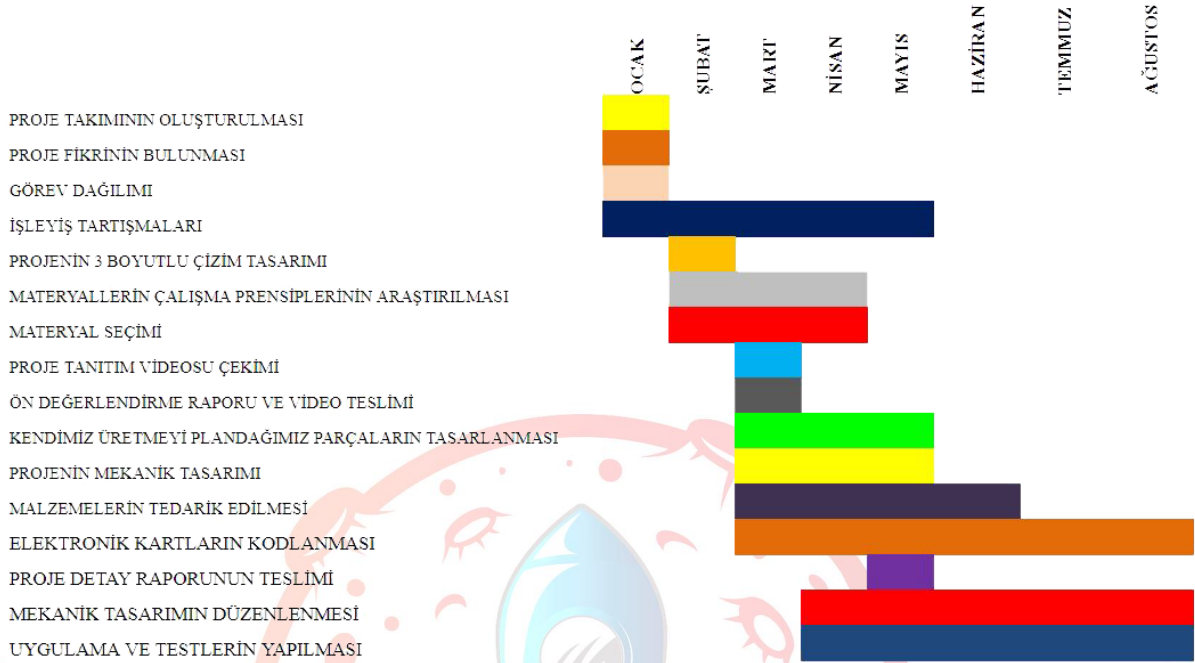 OCAK
ŞUBAT
MART
NİSAN
MAYIS
HAZİRAN
TEMMUZ
AĞUSTOS
PROJE TAKIMININ OLUŞTURULMASI
PROJE FİKRİNİN BULUNMASI
GÖREV DAĞILIMI
İŞLEYİŞ TARTIŞMALARI
PROJENİN 3 BOYUTLU ÇİZİM TASARIMI
MATERYALLERİN ÇALIŞMA PRENSİPLERİNİN ARAŞTIRILMASI
MATERYAL SEÇİMİ
PROJE TANITIM VİDEOSU ÇEKİMİ
ÖN DEĞERLENDİRME RAPORU VE VİDEO TESLİMİ
KENDİMİZ ÜRETMEYİ PLANDAĞIMIZ PARÇALARIN TASARLANMASI
PROJENİN MEKANİK TASARIMI
MALZEMELERİN TEDARİK EDİLMESİ
ELEKTRONİK KARTLARIN KODLANMASI
PROJE DETAY RAPORUNUN TESLİMİ
MEKANİK TASARIMIN DÜZENLENMESİ
UYGULAMA VE TESTLERİN YAPILMASI